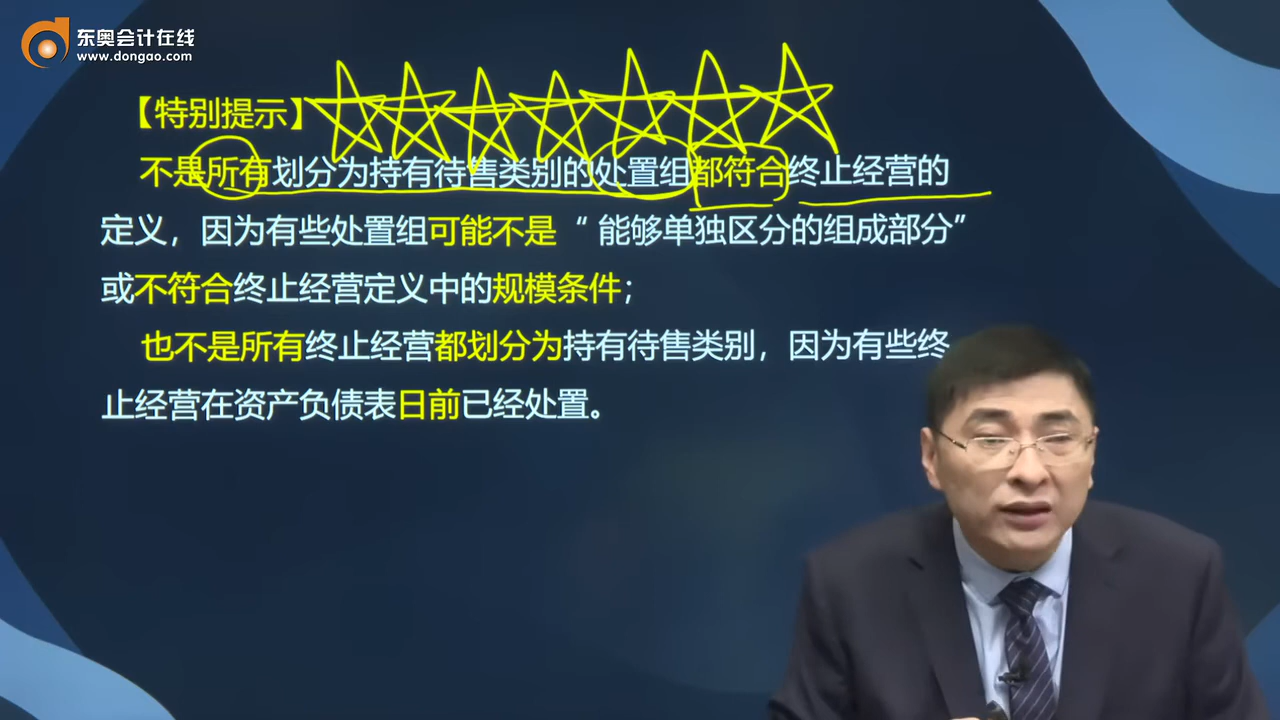 东奥会计在线
www.dongao.com
【特别提示】
不是所有划分为持有待售类别的处置组都符合终止经营的
定义，因为有些处置组可能不是“ 能够单独区分的组成部分”
或不符合终止经营定义中的规模条件；
也不是所有终止经营都划分为持有待售类别，因为有些终
止经营在资产负债表日前已经处置。